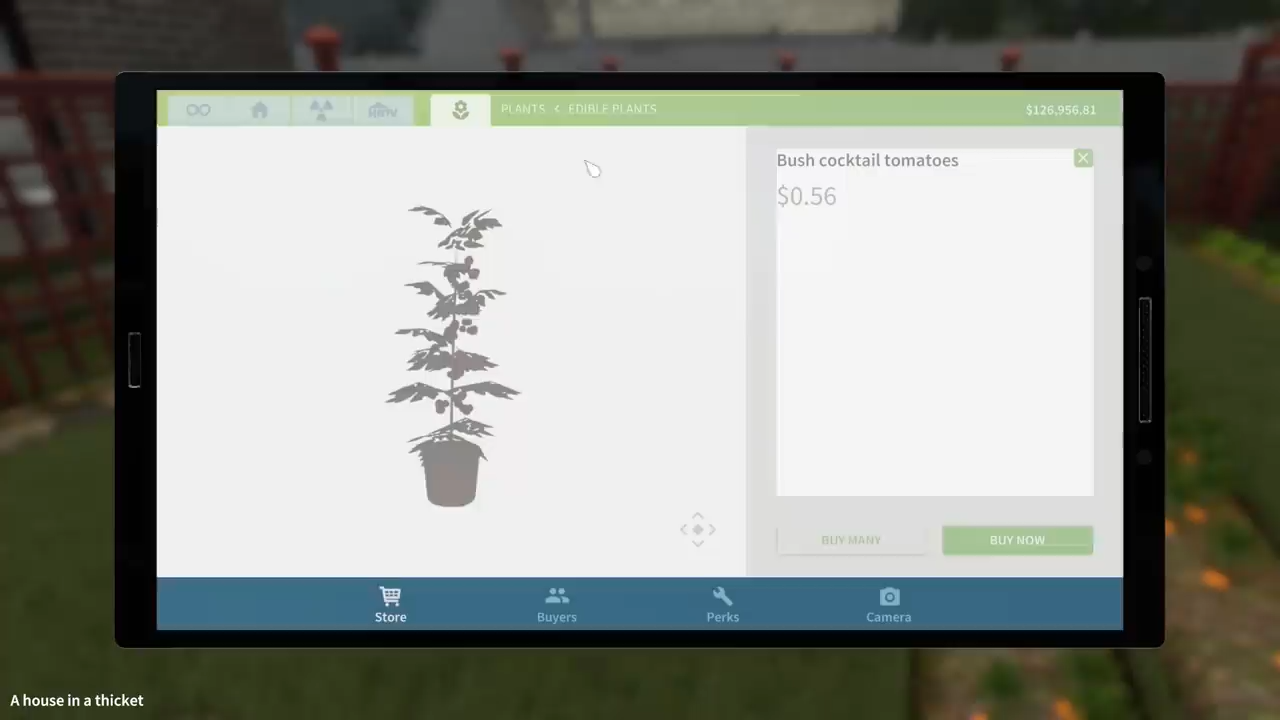 PLANTS < EDIBLE PLANTS
$126,956.81
Bush cocktail tomatoes
$0.56
BUY MANY
BUY NOW
Store
Buyers
Perks
Camera
A house in a thicket